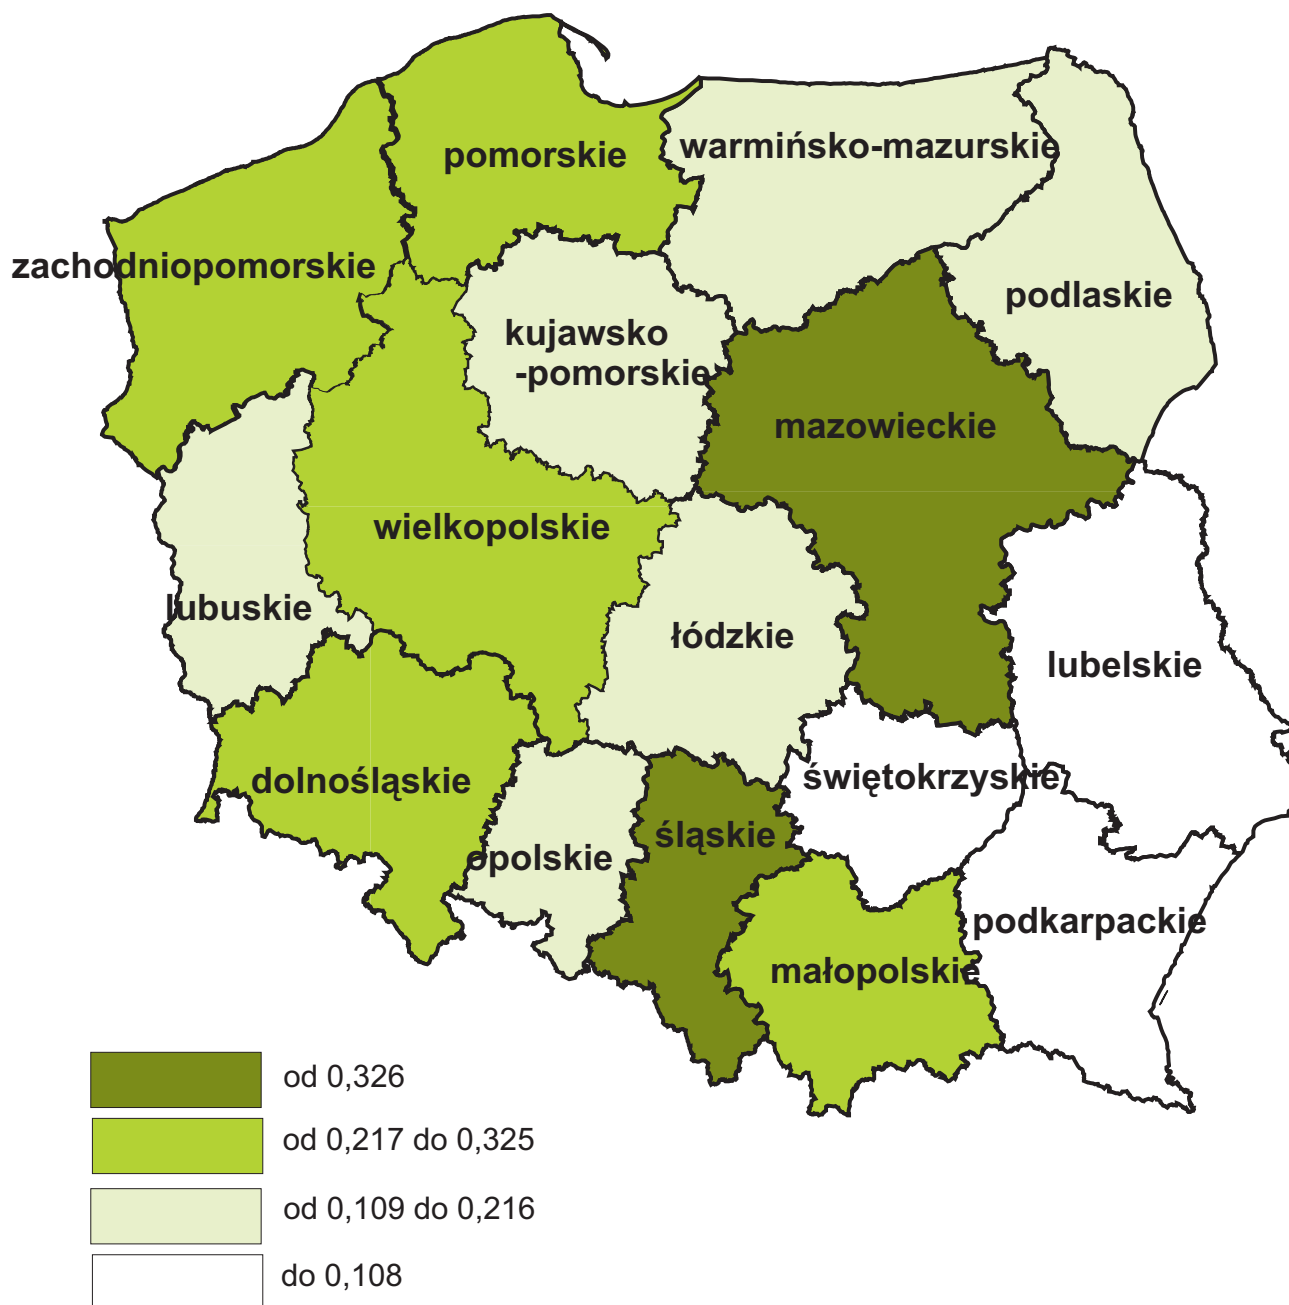 warmińsko-mazurskie
pomorskie
zachodniopomorskie
podlaskie
kujawsko
-pomorskie
mazowieckie
wielkopolskie
lubuskie
łódzkie
lubelskie
dolnośląskie
świętokrzyskie
śląskie
opolskie
podkarpackie
małopolskie
od 0,326
od 0,217 do 0,325
od 0,109 do 0,216
do 0,108